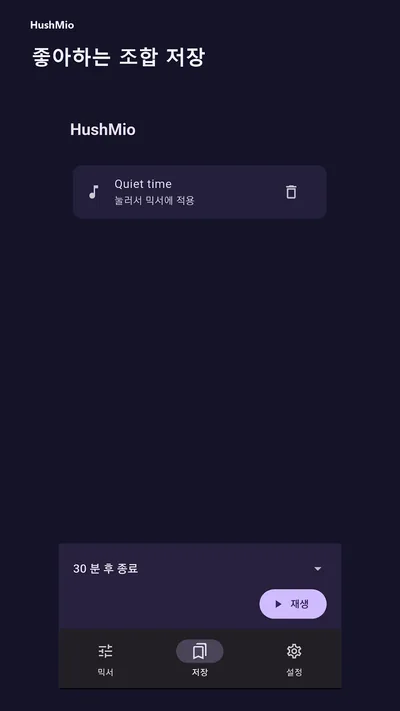 HushMio
좋아하는 조합 저장
HushMio
Quiet time
눌러서 믹서에 적용
30 분 후 종료
재생
믹서
저장
설정